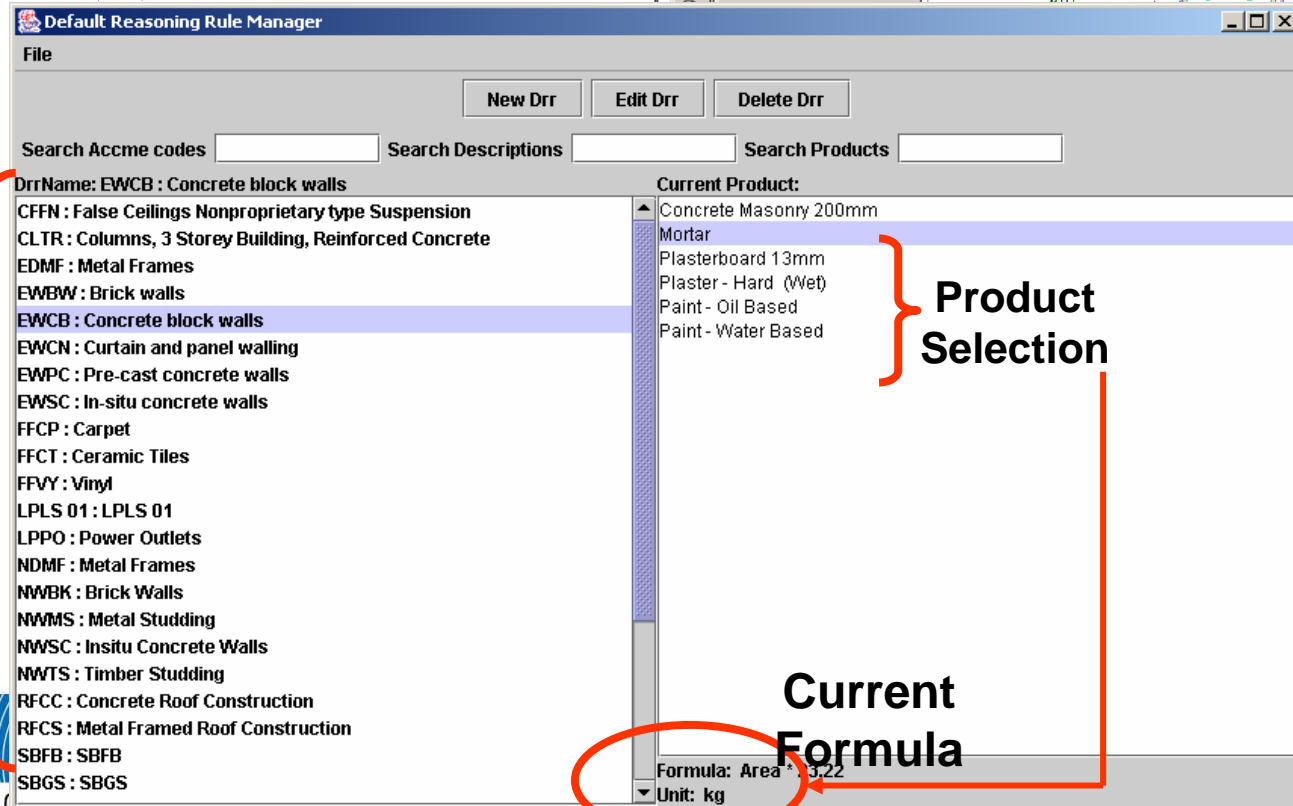 Default Reasoning Rule Manager
File
New Drr Edit Drr Delete Drr
Search Accme codes Search Descriptions Search Products
DrrName: EWCB : Concrete block walls
CFFN : False Ceilings Nonproprietary type Suspension
CLTR : Columns, 3 Storey Building, Reinforced Concrete
EDMF : Metal Frames
EWBW : Brick walls
EWCB : Concrete block walls
EWCN : Curtain and panel walling
EWPC : Pre-cast concrete walls
EWSC : In-situ concrete walls
FFCP : Carpet
FFCT : Ceramic Tiles
FFVY : Vinyl
LPLS 01 : LPLS 01
LPPO : Power Outlets
NDMF : Metal Frames
NWBK : Brick Walls
NWMS : Metal Studding
NWSC : Insitu Concrete Walls
NWTS : Timber Studding
RFCC : Concrete Roof Construction
RFCS : Metal Framed Roof Construction
SBFB : SBFB
SBGS : SBGS
Current Product:
Concrete Masonry 200mm
Mortar
Plasterboard 13mm
Plaster - Hard (Wet)
Paint - Oil Based
Paint - Water Based
Product
Selection
Current
Formula
Formula: Area *
Unit: kg